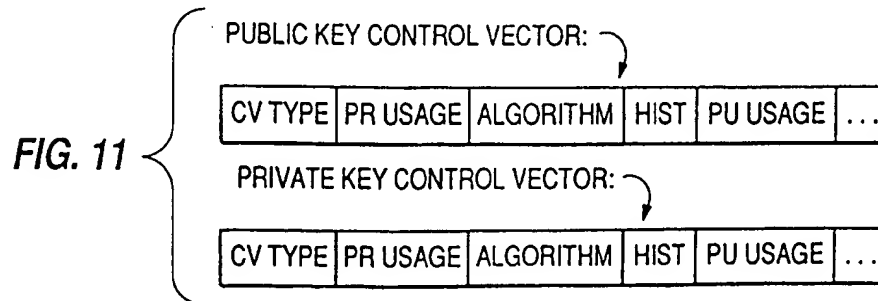 PUBLIC KEY CONTROL VECTOR:
CV TYPE PR USAGE ALGORITHM HIST PU USAGE ...
FIG. 11
PRIVATE KEY CONTROL VECTOR:
CV TYPE PR USAGE ALGORITHM HIST PU USAGE ...